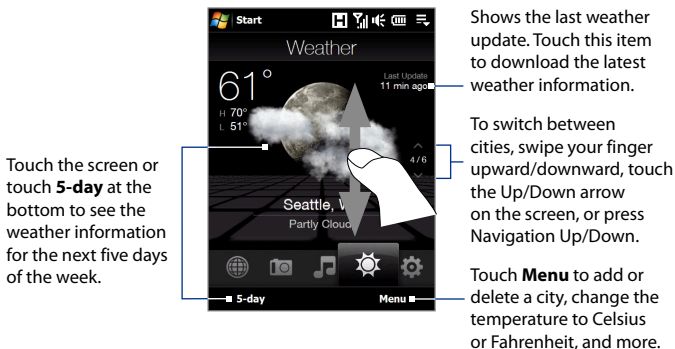 Start
Weather
61°
H 70°
L 51°
Last Update
11 min ago
4/6
Seattle,
Partly Cloud
5-day
Menu
Touch the screen or
touch 5-day at the
bottom to see the
weather information
for the next five days
of the week.
Shows the last weather
update. Touch this item
to download the latest
weather information.
To switch between
cities, swipe your finger
upward/downward, touch
the Up/Down arrow
on the screen, or press
Navigation Up/Down.
Touch Menu to add or
delete a city, change the
temperature to Celsius
or Fahrenheit, and more.